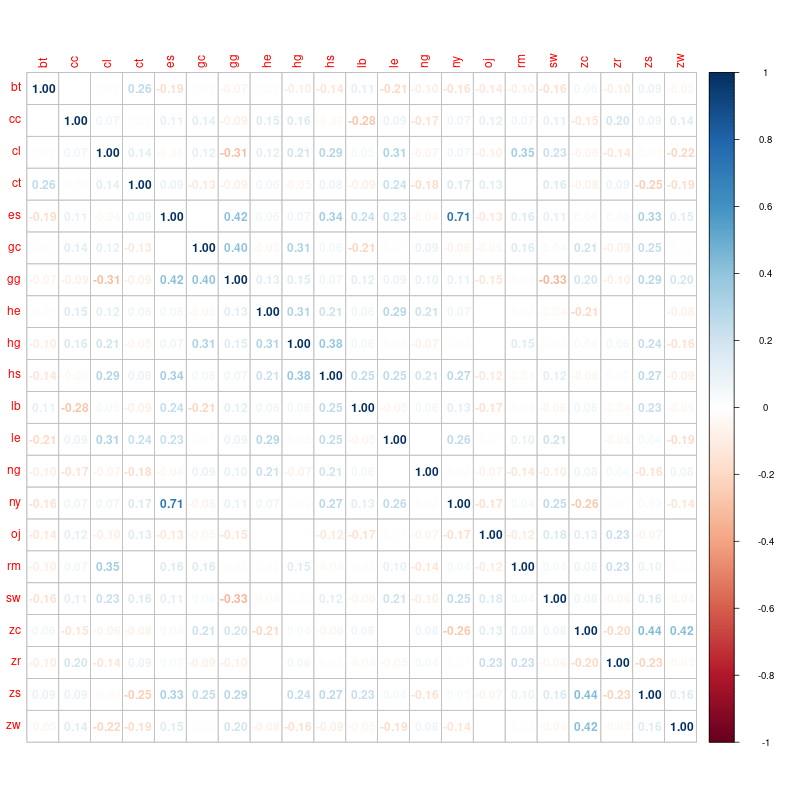 bt cc cl ct es gc gg he hg hs lb le ng ny oj rm sw zc zr zs zw
bt 1.00 0.26 -0.19 -0.07 -0.10 -0.14 0.11 -0.21 -0.10 -0.16 -0.14 -0.10 -0.16 -0.10 0.09
cc 1.00 0.07 0.11 0.14 -0.09 0.15 0.16 -0.28 0.09 -0.17 0.07 0.12 0.07 0.11 -0.15 0.20 0.09 0.14
cl 0.07 1.00 0.14 0.12 -0.31 0.12 0.21 0.29 0.31 -0.07 0.07 -0.10 0.35 0.23 -0.14 -0.22
ct 0.26 0.14 1.00 0.09 -0.13 -0.09 0.08 -0.09 0.24 -0.18 0.17 0.13 0.16 -0.08 0.09 -0.25 -0.19
es -0.19 0.11 0.09 1.00 0.42 0.07 0.34 0.24 0.23 0.71 -0.13 0.16 0.11 0.33 0.15
gc 0.14 0.12 -0.13 1.00 0.40 0.31 -0.21 0.09 0.16 0.21 -0.09 0.25
gg -0.07 -0.09 -0.31 -0.09 0.42 0.40 1.00 0.13 0.15 0.07 0.12 0.09 0.10 0.11 -0.15 -0.33 0.20 -0.10 0.29 0.20
he 0.15 0.12 0.13 1.00 0.31 0.21 0.29 0.21 0.07 -0.21 -0.08
hg -0.10 0.16 0.21 0.07 0.31 0.15 0.31 1.00 0.38 -0.07 0.15 0.24 -0.16
hs -0.14 0.29 0.08 0.34 0.07 0.21 0.38 1.00 0.25 0.25 0.21 0.27 -0.12 0.12 0.27 -0.09
lb 0.11 -0.28 -0.09 0.24 -0.21 0.12 0.25 1.00 0.13 -0.17 0.23
le -0.21 0.09 0.31 0.24 0.23 0.09 0.29 0.25 1.00 0.26 0.10 0.21 -0.19
ng -0.10 -0.17 -0.07 -0.18 0.09 0.10 0.21 -0.07 0.21 1.00 -0.07 -0.14 -0.10 0.08 -0.16 0.08
ny -0.16 0.07 0.07 0.17 0.71 0.11 0.07 0.27 0.13 0.26 1.00 -0.17 0.25 -0.26 -0.14
oj -0.14 0.12 -0.10 0.13 -0.13 -0.15 -0.12 -0.17 -0.07 -0.17 1.00 -0.12 0.18 0.13 0.23 -0.07
rm -0.10 0.07 0.35 0.16 0.16 0.15 0.10 -0.14 -0.12 1.00 0.08 0.23 0.10
sw -0.16 0.11 0.23 0.16 0.11 -0.33 0.12 0.21 -0.10 0.25 0.18 1.00 0.16
zc -0.15 -0.08 0.21 0.20 -0.21 0.08 -0.26 0.13 0.08 1.00 -0.20 0.44 0.42
zr -0.10 0.20 -0.14 0.09 -0.09 -0.10 0.23 0.23 -0.20 1.00 -0.23
zs 0.09 0.09 -0.25 0.33 0.25 0.29 0.24 0.27 0.23 -0.16 -0.07 0.10 0.16 0.44 -0.23 1.00 0.16
zw 0.14 -0.22 -0.19 0.15 0.20 -0.08 -0.16 -0.09 -0.19 0.08 -0.14 0.42 0.16 1.00
1
0.8
0.6
0.4
0.2
0
-0.2
-0.4
-0.6
-0.8
-1